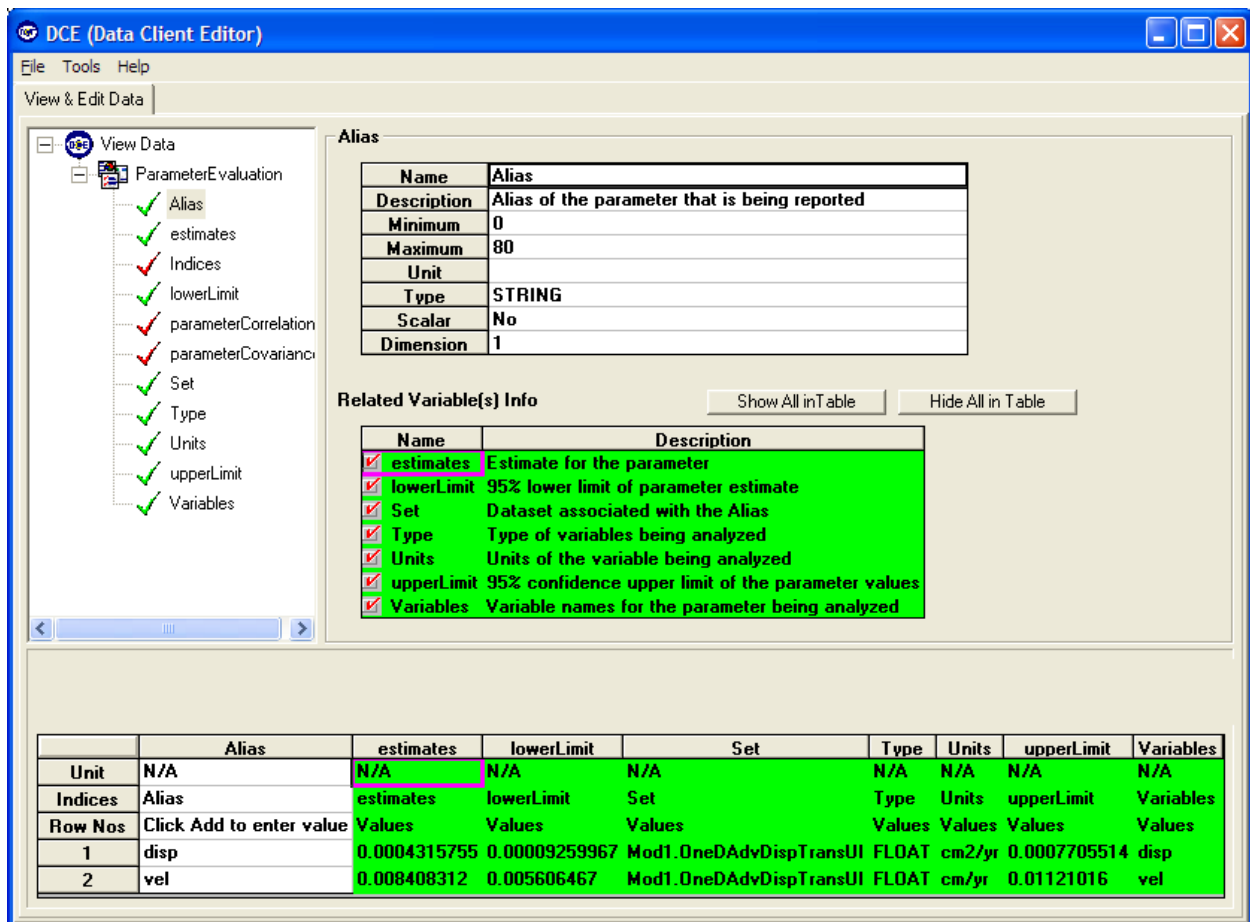 DCE (Data Client Editor)
File Tools Help
View & Edit Data
View Data
ParameterEvaluation
Alias
estimates
Indices
lowerLimit
parameterCorrelation
parameterCovarianc
Set
Type
Units
upperLimit
Variables
Alias
Name Alias
Description Alias of the parameter that is being reported
Minimum 0
Maximum 80
Unit
Type STRING
Scalar No
Dimension 1
Related Variable(s) Info Show All inTable Hide All in Table
Name Description
estimates Estimate for the parameter
lowerLimit 95% lower limit of parameter estimate
Set Dataset associated with the Alias
Type Type of variables being analyzed
Units Units of the variable being analyzed
upperLimit 95% confidence upper limit of the parameter values
Variables Variable names for the parameter being analyzed
Alias estimates lowerLimit Set Type Units upperLimit Variables
Unit N/A N/A N/A N/A N/A N/A N/A N/A
Indices Alias estimates lowerLimit Set Type Units upperLimit Variables
Row Nos Click Add to enter value Values Values Values Values Values Values Values
1 disp 0.0004315755 0.00009259967 Mod1.OneDAdvDispTransUI FLOAT cm2/yr 0.0007705514 disp
2 vel 0.008408312 0.005606467 Mod1.OneDAdvDispTransUI FLOAT cm/yr 0.01121016 vel